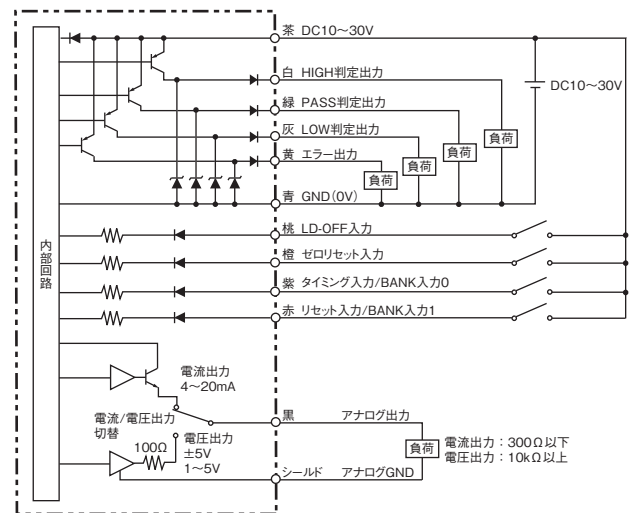 茶 DC10～30V
白 HIGH判定出力
DC10～30V
緑 PASS判定出力
灰 LOW判定出力
黄 エラー出力
負荷
負荷
負荷
負荷
青 GND(0V)
桃 LD-OFF入力
橙 ゼロリセット入力
紫 タイミング入力/BANK入力0
赤 リセット入力/BANK入力1
内部回路
電流出力
4～20mA
電流/電圧出力
切替
黒 アナログ出力
100Ω
電圧出力
±5V
1～5V
負荷
電流出力：300Ω以下
電圧出力：10kΩ以上
シールド アナログGND